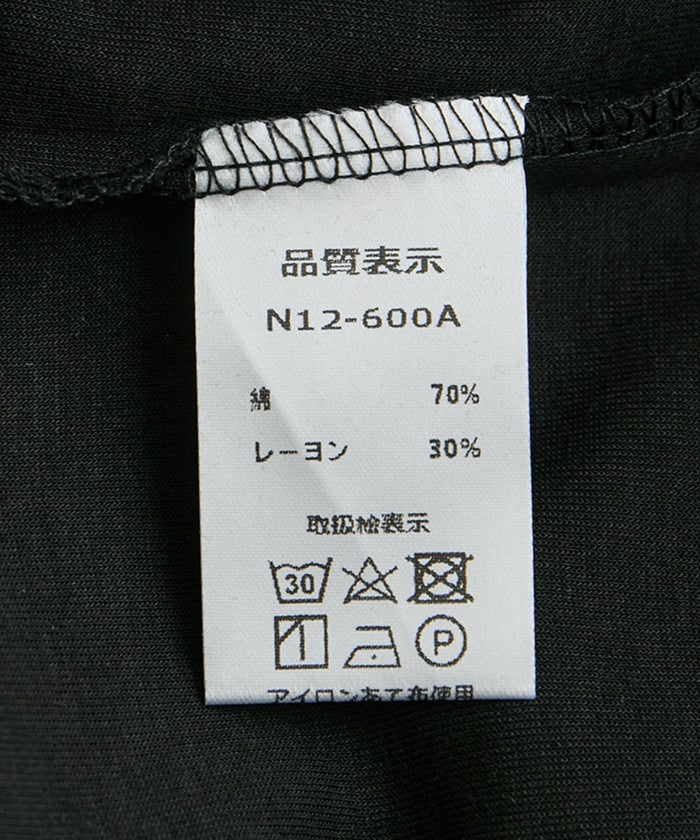 品質表示
N12-600A
綿 70%
レーヨン 30%
取扱絵表示
30
P
アイロンあて布使用